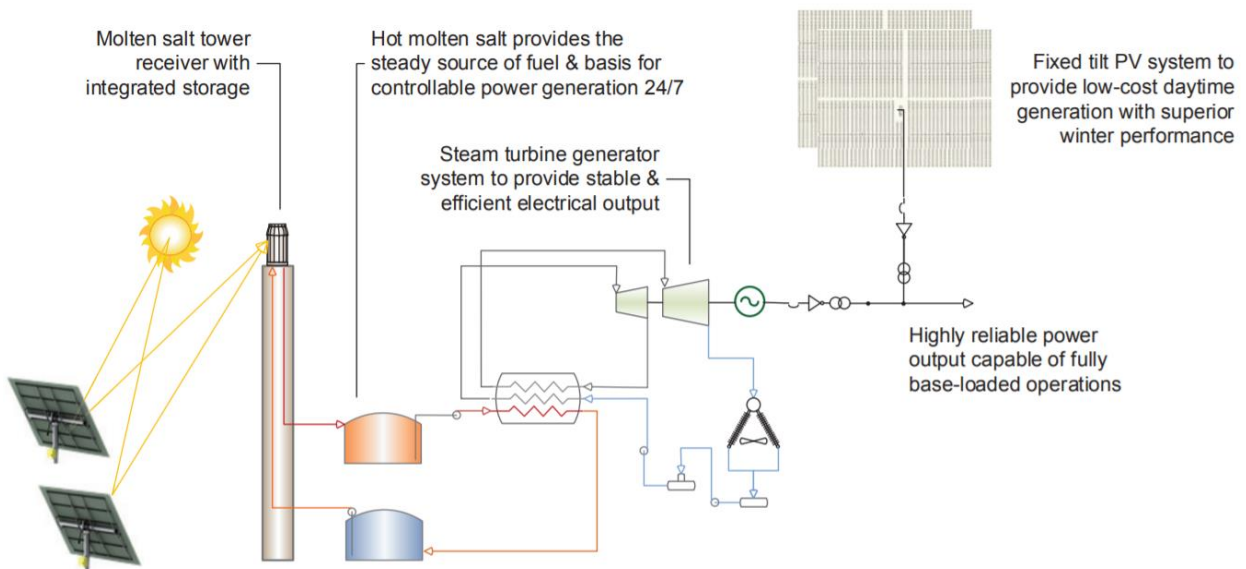 Molten salt tower
receiver with
integrated storage
Hot molten salt provides the
steady source of fuel & basis for
controllable power generation 24/7
Steam turbine generator
system to provide stable &
efficient electrical output
Fixed tilt PV system to
provide low-cost daytime
generation with superior
winter performance
Highly reliable power
output capable of fully
base-loaded operations